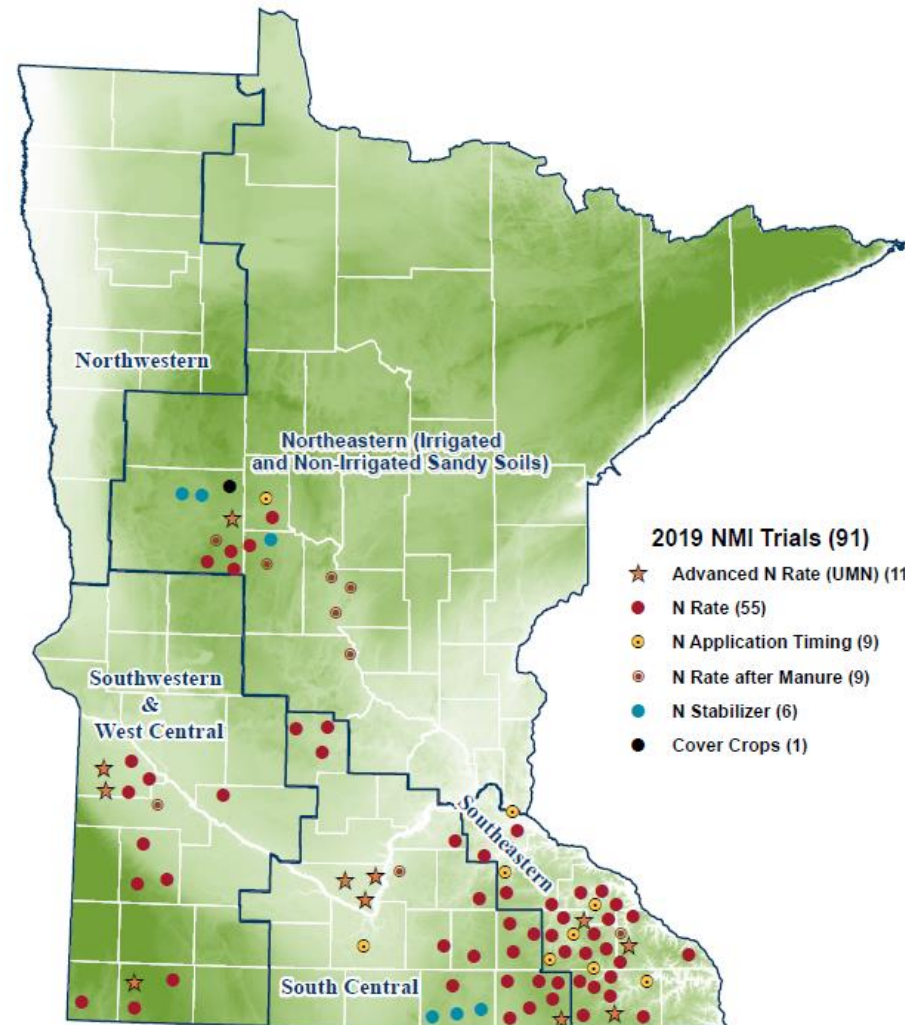 Northwestern
Northeastern (Irrigated
and Non-Irrigated Sandy Soils)
2019 NMI Trials (91)
Advanced N Rate (UMN) (11
N Rate (55)
N Application Timing (9)
N Rate after Manure (9)
N Stabilizer (6)
Cover Crops (1)
Southwestern
&
West Central
Southeastern
South Central